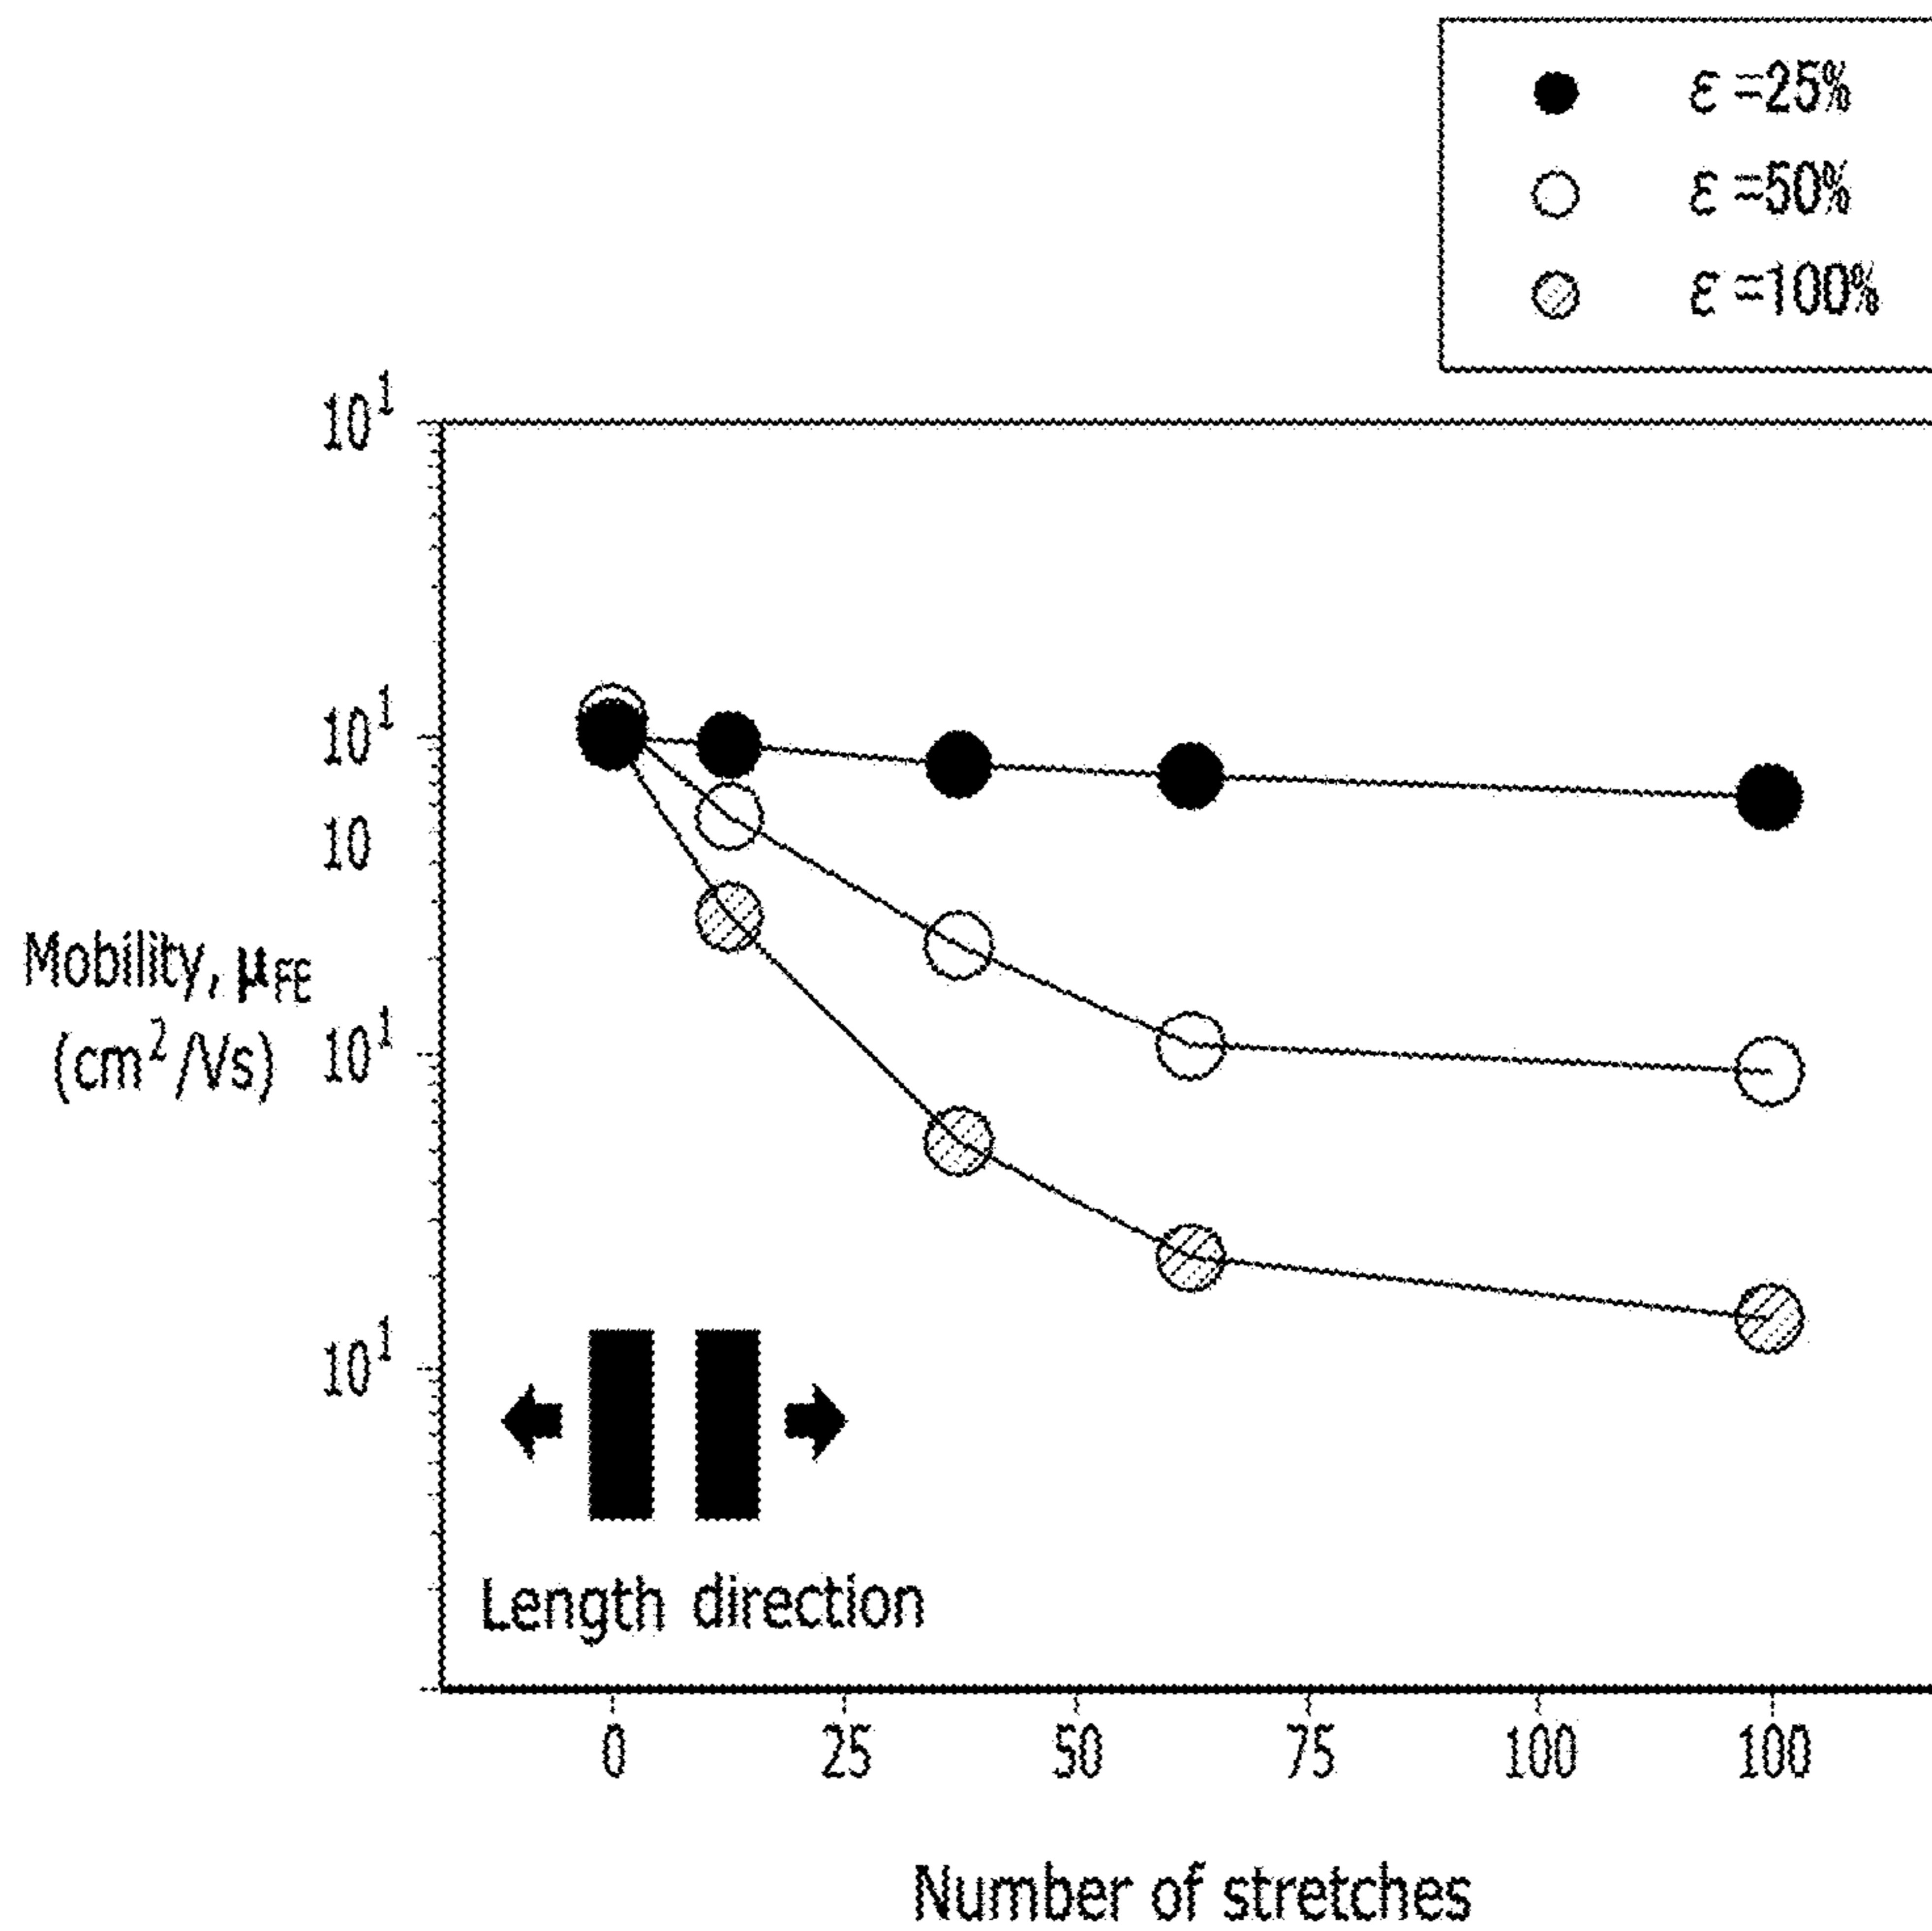 ε =25%
ε =50%
ε =100%
10¹
10¹
10
Mobility, μFE
(cm²/Vs)
10¹
10¹
Length direction
0 25 50 75 100 100
Number of stretches